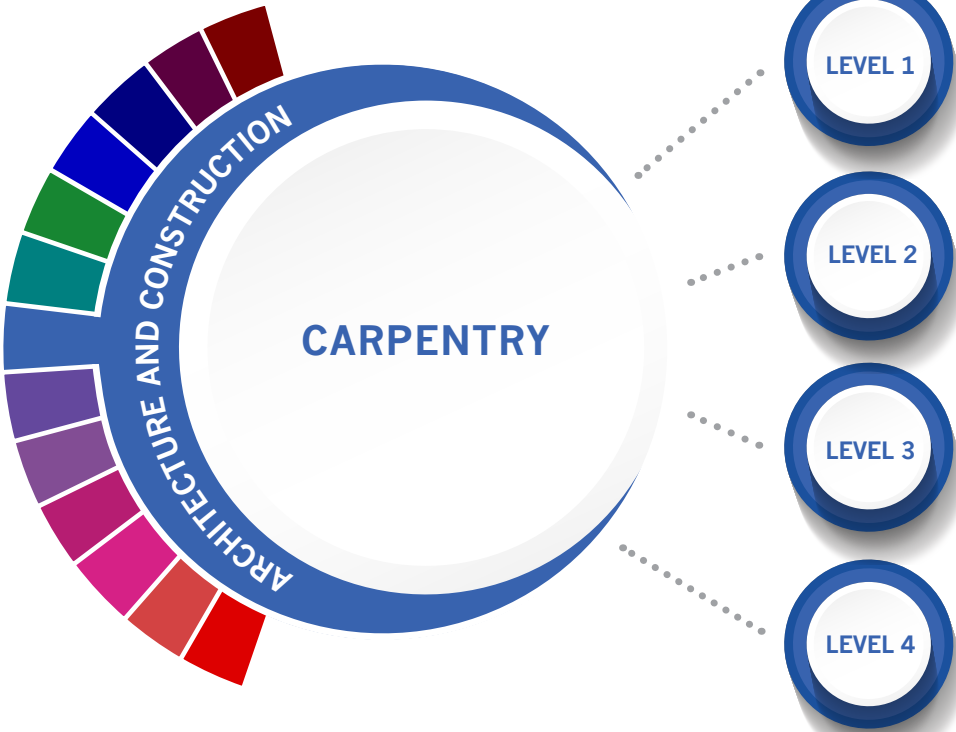 ARCHITECTURE AND CONSTRUCTION
CARPENTRY
LEVEL 1
LEVEL 2
LEVEL 3
LEVEL 4